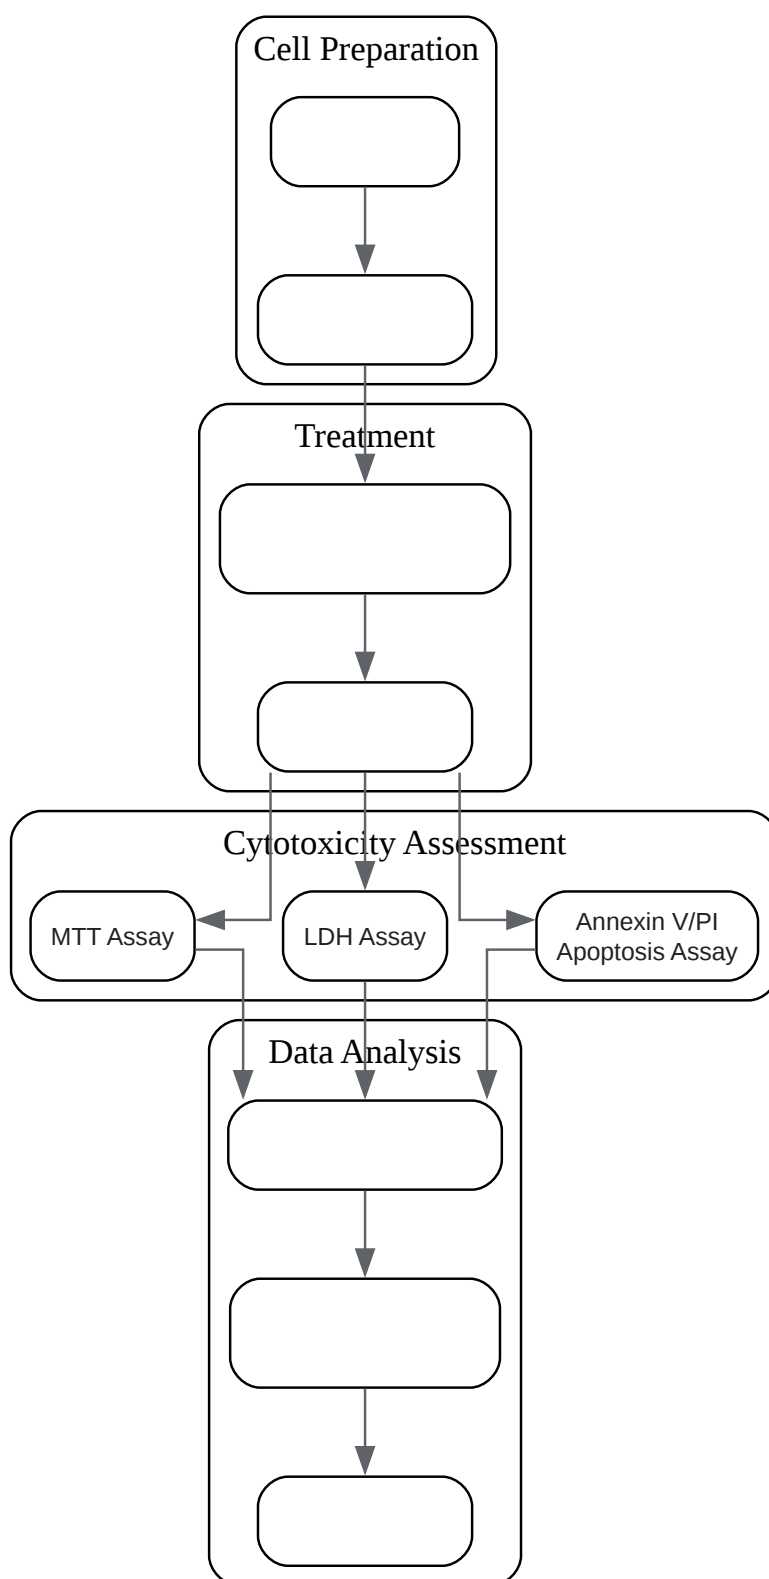 Cell Preparation
Treatment
Cytotoxicity Assessment
MTT Assay
LDH Assay
Annexin V/PI
Apoptosis Assay
Data Analysis